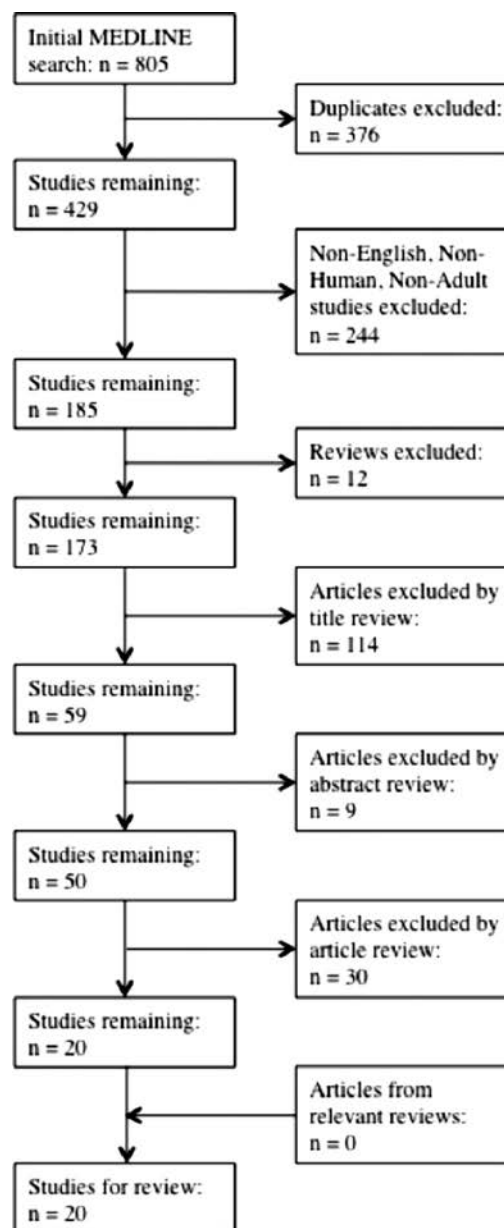 Initial MEDLINE
search: n = 805
Duplicates excluded:
n = 376
Studies remaining:
n = 429
Non-English, Non-
Human, Non-Adult
studies excluded:
n = 244
Studies remaining:
n = 185
Reviews excluded:
n = 12
Studies remaining:
n = 173
Articles excluded by
title review:
n = 114
Studies remaining:
n = 59
Articles excluded by
abstract review:
n = 9
Studies remaining:
n = 50
Articles excluded by
article review:
n = 30
Studies remaining:
n = 20
Articles from
relevant reviews:
n = 0
Studies for review:
n = 20